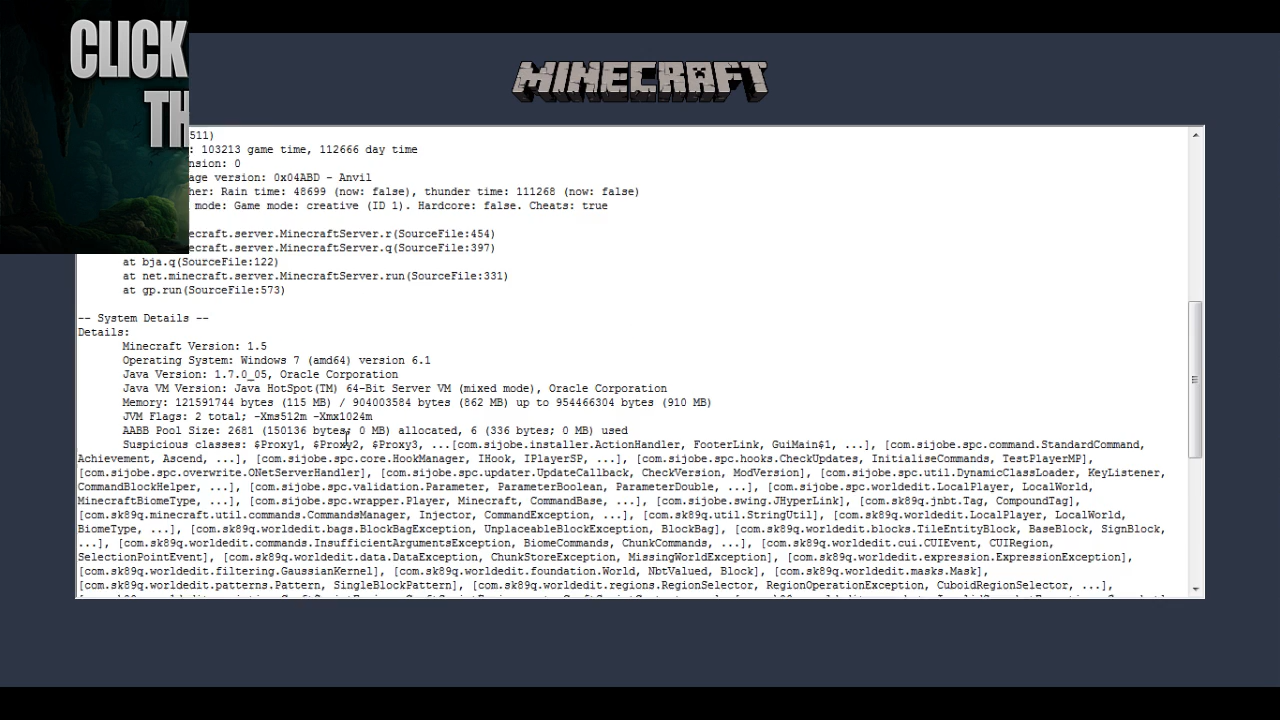 CLICK
TH
MINECRAFT
511)
: 103213 game time, 112666 day time
nsion: 0
age version: 0x04ABD - Anvil
her: Rain time: 48699 (now: false), thunder time: 111268 (now: false)
mode: Game mode: creative (ID 1). Hardcore: false. Cheats: true
ecraft.server.MinecraftServer.r(SourceFile:454)
ecraft.server.MinecraftServer.q(SourceFile:397)
at bja.q(SourceFile:122)
at net.minecraft.server.MinecraftServer.run(SourceFile:331)
at gp.run(SourceFile:573)
-- System Details --
Details:
Minecraft Version: 1.5
Operating System: Windows 7 (amd64) version 6.1
Java Version: 1.7.0_05, Oracle Corporation
Java VM Version: Java HotSpot(TM) 64-Bit Server VM (mixed mode), Oracle Corporation
Memory: 121591744 bytes (115 MB) / 904003584 bytes (862 MB) up to 954466304 bytes (910 MB)
JVM Flags: 2 total; -Xms512m -Xmx1024m
AABB Pool Size: 2681 (150136 bytes; 0 MB) allocated, 6 (336 bytes; 0 MB) used
Suspicious classes: $Proxy1, $Proxy2, $Proxy3, ...[com.sijobe.installer.ActionHandler, FooterLink, GuiMain$1, ...], [com.sijobe.spc.command.StandardCommand,
Achievement, Ascend, ...], [com.sijobe.spc.core.HookManager, IHook, IPlayerSP, ...], [com.sijobe.spc.hooks.CheckUpdates, InitialiseCommands, TestPlayerMP],
[com.sijobe.spc.overwrite.ONetServerHandler], [com.sijobe.spc.updater.UpdateCallback, CheckVersion, ModVersion], [com.sijobe.spc.util.DynamicClassLoader, KeyListener,
CommandBlockHelper, ...], [com.sijobe.spc.validation.Parameter, ParameterBoolean, ParameterDouble, ...], [com.sijobe.spc.worldedit.LocalPlayer, LocalWorld,
MinecraftBiomeType, ...], [com.sijobe.spc.wrapper.Player, Minecraft, CommandBase, ...], [com.sijobe.swing.JHyperLink], [com.sk89q.jnbt.Tag, CompoundTag],
[com.sk89q.minecraft.util.commands.CommandsManager, Injector, CommandException, ...], [com.sk89q.util.StringUtil], [com.sk89q.worldedit.LocalPlayer, LocalWorld,
BiomeType, ...], [com.sk89q.worldedit.bags.BlockBagException, UnplaceableBlockException, BlockBag], [com.sk89q.worldedit.blocks.TileEntityBlock, BaseBlock, SignBlock,
...], [com.sk89q.worldedit.commands.InsufficientArgumentsException, BiomeCommands, ChunkCommands, ...], [com.sk89q.worldedit.cui.CUIEvent, CUIRegion,
SelectionPointEvent], [com.sk89q.worldedit.data.DataException, ChunkStoreException, MissingWorldException], [com.sk89q.worldedit.expression.ExpressionException],
[com.sk89q.worldedit.filtering.GaussianKernel], [com.sk89q.worldedit.foundation.World, NbtValued, Block], [com.sk89q.worldedit.masks.Mask],
[com.sk89q.worldedit.patterns.Pattern, SingleBlockPattern], [com.sk89q.worldedit.regions.RegionSelector, RegionOperationException, CuboidRegionSelector, ...],